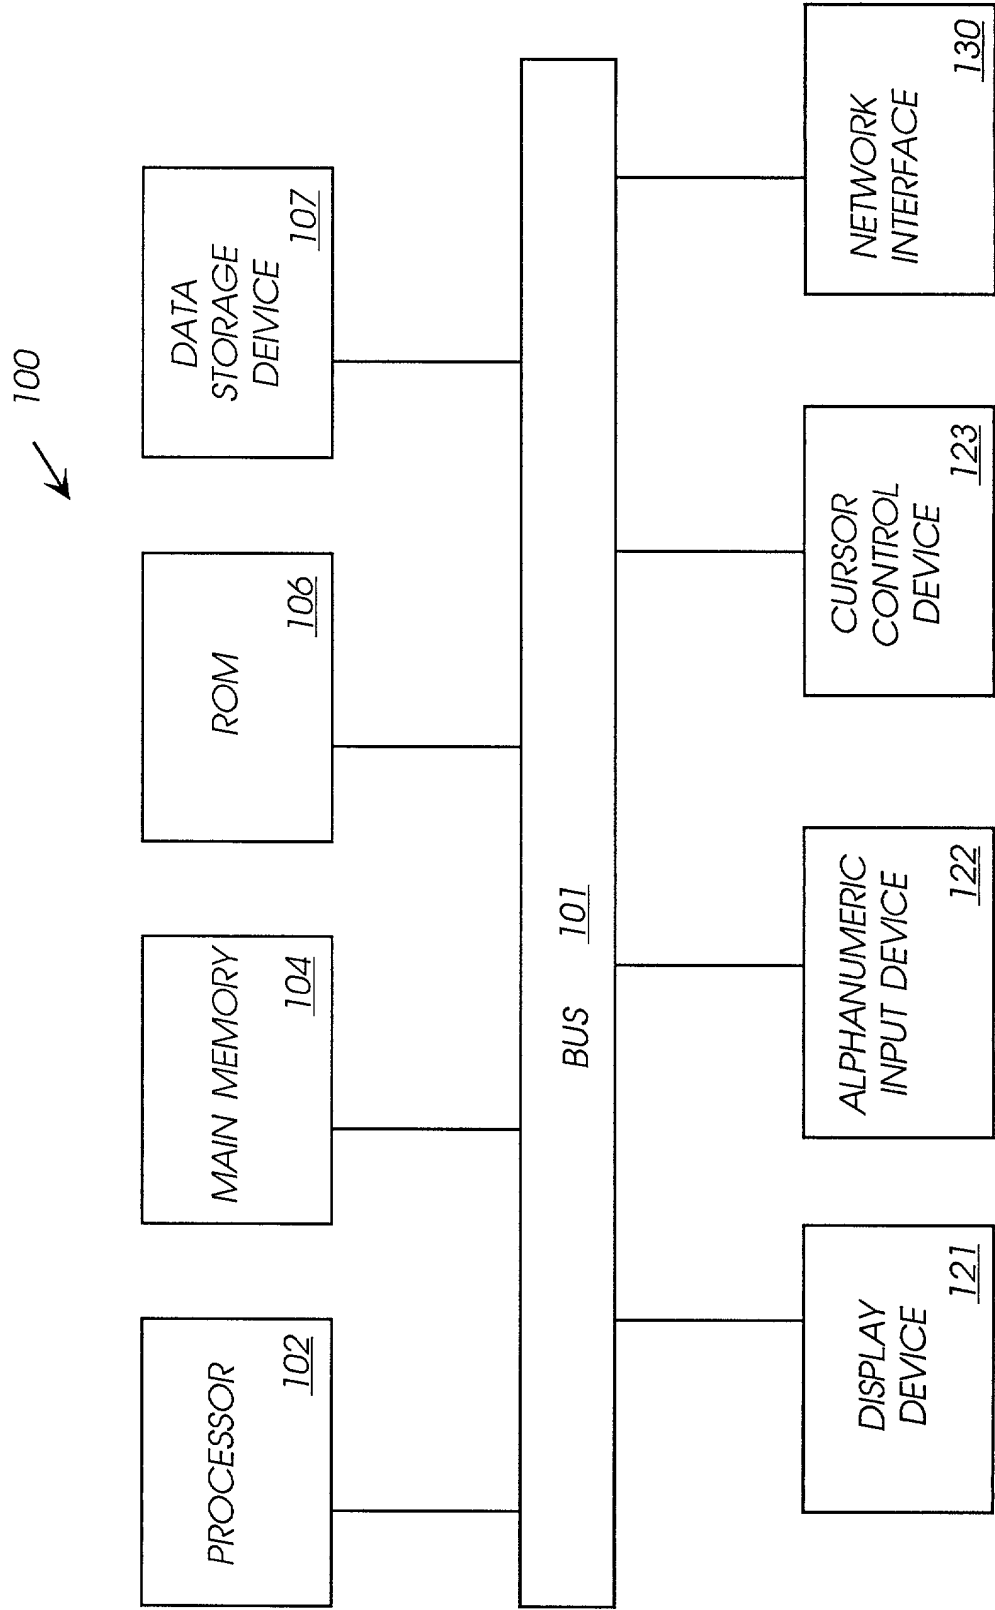 100
PROCESSOR
102
MAIN MEMORY
104
ROM
106
DATA
STORAGE
DEIVICE
107
BUS 101
DISPLAY
DEVICE
121
ALPHANUMERIC
INPUT DEVICE
122
CURSOR
CONTROL
DEVICE
123
NETWORK
INTERFACE
130